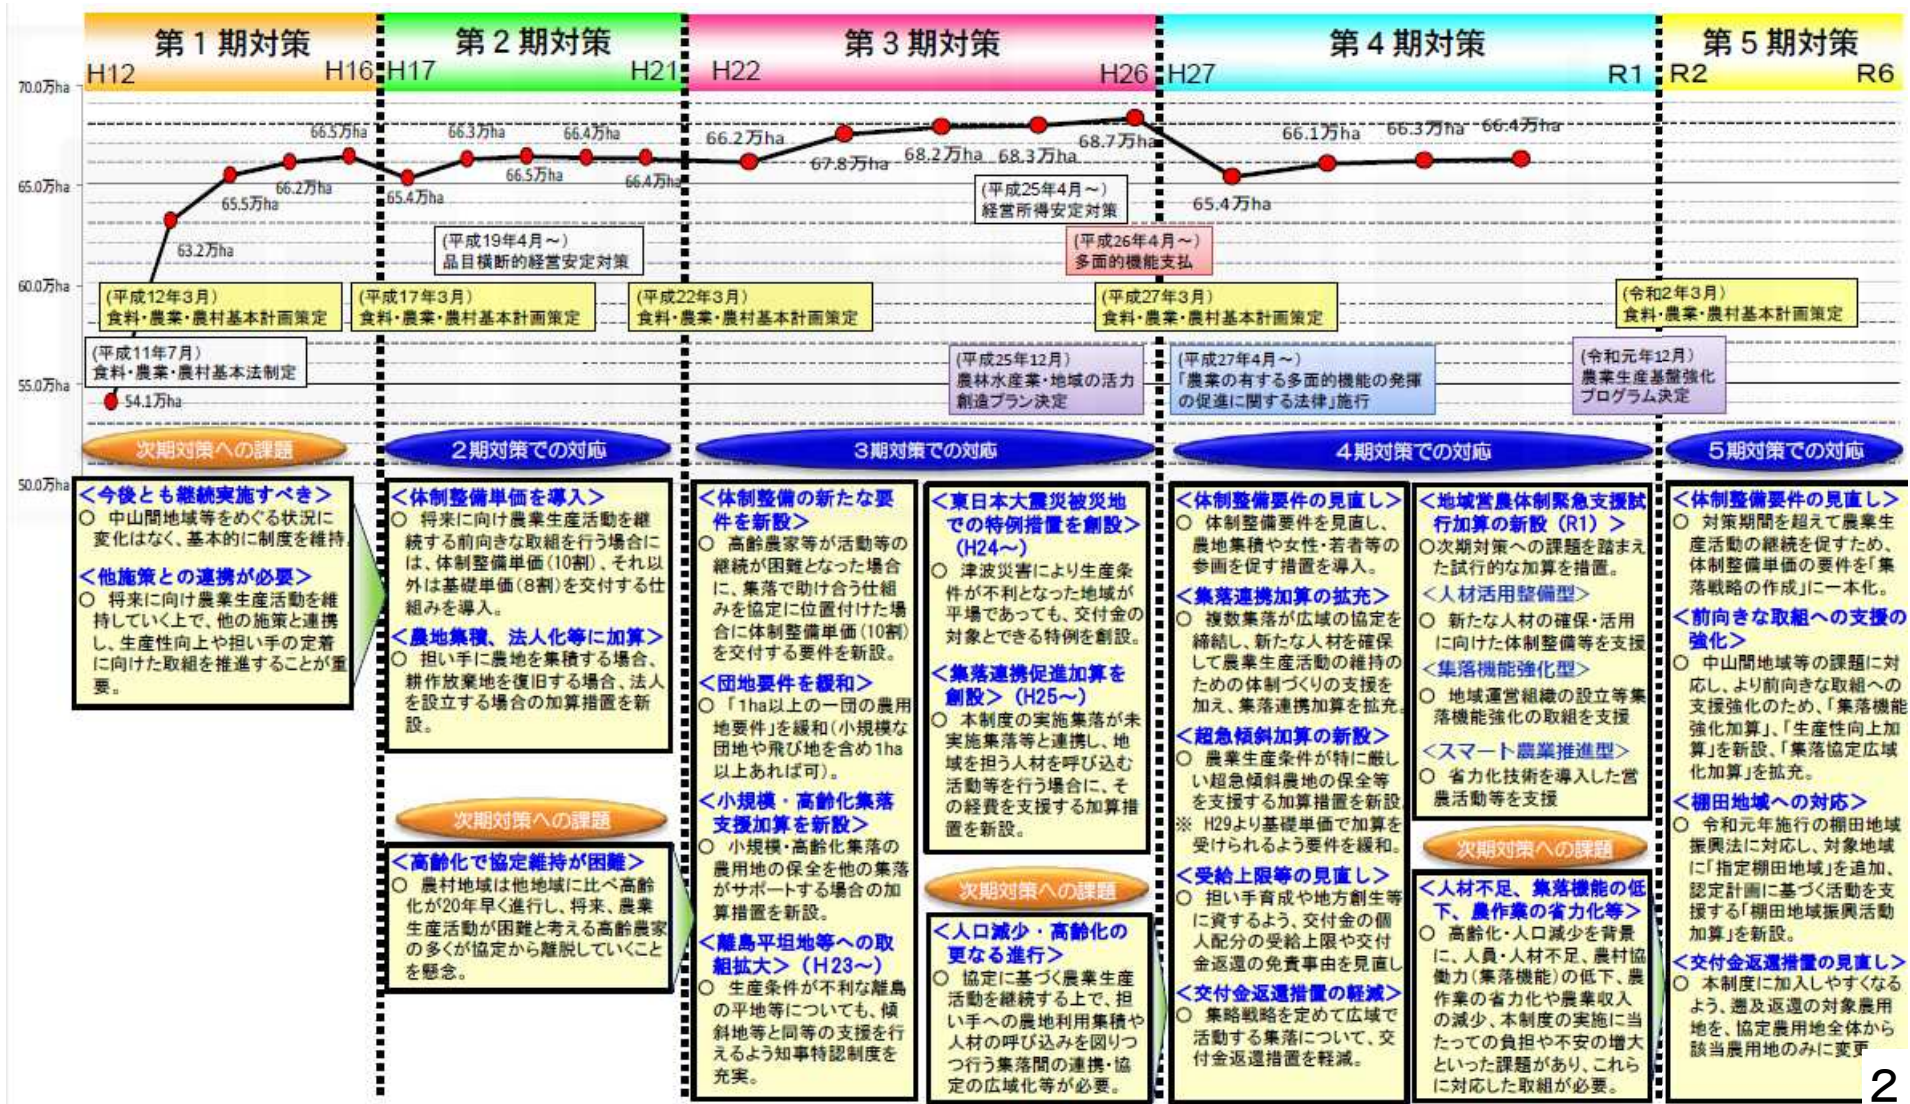 第1期対策
H12
H16
第2期対策
H17
H21
第3期対策
H22
H26
第4期対策
H27
R1
第5期対策
R2
R6
70.0万ha
65.0万ha
60.0万ha
55.0万ha
50.0万ha
54.1万ha
63.2万ha
65.5万ha
66.2万ha
66.5万ha
65.4万ha
66.3万ha
66.5万ha
66.4万ha
66.4万ha
66.2万ha
67.8万ha
68.2万ha
68.3万ha
68.7万ha
65.4万ha
66.1万ha
66.3万ha
66.4万ha
(平成25年4月～)
経営所得安定対策
(平成19年4月～)
品目横断的経営安定対策
(平成26年4月～)
多面的機能支払
(平成12年3月)
食料・農業・農村基本計画策定
(平成17年3月)
食料・農業・農村基本計画策定
(平成22年3月)
食料・農業・農村基本計画策定
(平成27年3月)
食料・農業・農村基本計画策定
(令和2年3月)
食料・農業・農村基本計画策定
(平成11年7月)
食料・農業・農村基本法制定
(平成25年12月)
農林水産業・地域の活力
創造プラン決定
(平成27年4月～)
「農業の有する多面的機能の発揮
の促進に関する法律」施行
(令和元年12月)
農業生産基盤強化
プログラム決定
次期対策への課題
＜今後とも継続実施すべき＞
○ 中山間地域等をめぐる状況に
変化はなく、基本的に制度を維持。
＜他施策との連携が必要＞
○ 将来に向け農業生産活動を維
持していく上で、他の施策と連携
し、生産性向上や担い手の定着
に向けた取組を推進することが重
要。
2期対策での対応
＜体制整備単価を導入＞
○ 将来に向け農業生産活動を継
続する前向きな取組を行う場合に
は、体制整備単価(10割)、それ以
外は基礎単価(8割)を交付する仕
組みを導入。
＜農地集積、法人化等に加算＞
○ 担い手に農地を集積する場合、
耕作放棄地を復旧する場合、法人
を設立する場合の加算措置を新
設。
次期対策への課題
＜高齢化で協定維持が困難＞
○ 農村地域は他地域に比べ高齢
化が20年早く進行し、将来、農業
生産活動が困難と考える高齢農家
の多くが協定から離脱していくこと
を懸念。
3期対策での対応
＜体制整備の新たな要
件を新設＞
○ 高齢農家等が活動等の
継続が困難となった場合
に、集落で助け合う仕組
みを協定に位置付けた場
合に体制整備単価(10割)
を交付する要件を新設。
＜団地要件を緩和＞
○ 「1ha以上の一団の農用
地要件」を緩和(小規模な
団地や飛び地を含め1ha
以上あれば可)。
＜小規模・高齢化集落
支援加算を新設＞
○ 小規模・高齢化集落の
農用地の保全を他の集落
がサポートする場合の加
算措置を新設。
＜離島平坦地等への取
組拡大＞（H23～）
○ 生産条件が不利な離島
の平地等についても、傾
斜地等と同等の支援を行
えるよう知事特認制度を
充実。
＜東日本大震災被災地
での特例措置を創設＞
(H24～)
○ 津波災害により生産条
件が不利となった地域が
平場であっても、交付金の
対象とできる特例を創設。
＜集落連携促進加算を
創設＞（H25～）
○ 本制度の実施集落が未
実施集落等と連携し、地
域を担う人材を呼び込む
活動等を行う場合に、そ
の経費を支援する加算措
置を新設。
次期対策への課題
＜人口減少・高齢化の
更なる進行＞
○ 協定に基づく農業生産
活動を継続する上で、担
い手への農地利用集積や
人材の呼び込みを図りつ
つ行う集落間の連携・協
定の広域化等が必要。
4期対策での対応
＜体制整備要件の見直し＞
○ 体制整備要件を見直し、
農地集積や女性・若者等の
参画を促す措置を導入。
＜集落連携加算の拡充＞
○ 複数集落が広域の協定を
締結し、新たな人材を確保
して農業生産活動の維持の
ための体制づくりの支援を
加え、集落連携加算を拡充。
＜超急傾斜加算の新設＞
○ 農業生産条件が特に厳し
い超急傾斜農地の保全等
を支援する加算措置を新設。
※ H29より基礎単価で加算を
受けられるよう要件を緩和。
＜受給上限等の見直し＞
○ 担い手育成や地方創生等
に資するよう、交付金の個
人配分の受給上限や交付
金返還の免責事由を見直し
＜交付金返還措置の軽減＞
○ 集略戦略を定めて広域で
活動する集落について、交
付金返還措置を軽減。
＜地域営農体制緊急支援試
行加算の新設（R1）＞
○次期対策への課題を踏まえ
た試行的な加算を措置。
＜人材活用整備型＞
○ 新たな人材の確保・活用
に向けた体制整備等を支援
＜集落機能強化型＞
○ 地域運営組織の設立等集
落機能強化の取組を支援
＜スマート農業推進型＞
○ 省力化技術を導入した営
農活動等を支援
次期対策への課題
＜人材不足、集落機能の低
下、農作業の省力化等＞
○ 高齢化・人口減少を背景
に、人員・人材不足、農村協
働力(集落機能)の低下、農
作業の省力化や農業収入
の減少、本制度の実施に当
たっての負担や不安の増大
といった課題があり、これら
に対応した取組が必要。
5期対策での対応
＜体制整備要件の見直し＞
○ 対策期間を超えて農業生
産活動の継続を促すため、
体制整備単価の要件を「集
落戦略の作成」に一本化。
＜前向きな取組への支援の
強化＞
○ 中山間地域等の課題に対
応し、より前向きな取組への
支援強化のため、「集落機能
強化加算」、「生産性向上加
算」を新設、「集落協定広域
化加算」を拡充。
＜棚田地域への対応＞
○ 令和元年施行の棚田地域
振興法に対応し、対象地域
に「指定棚田地域」を追加、
認定計画に基づく活動を支
援する「棚田地域振興活動
加算」を新設。
＜交付金返還措置の見直し＞
○ 本制度に加入しやすくなる
よう、遡及返還の対象農用
地を、協定農用地全体から
該当農用地のみに変更
2